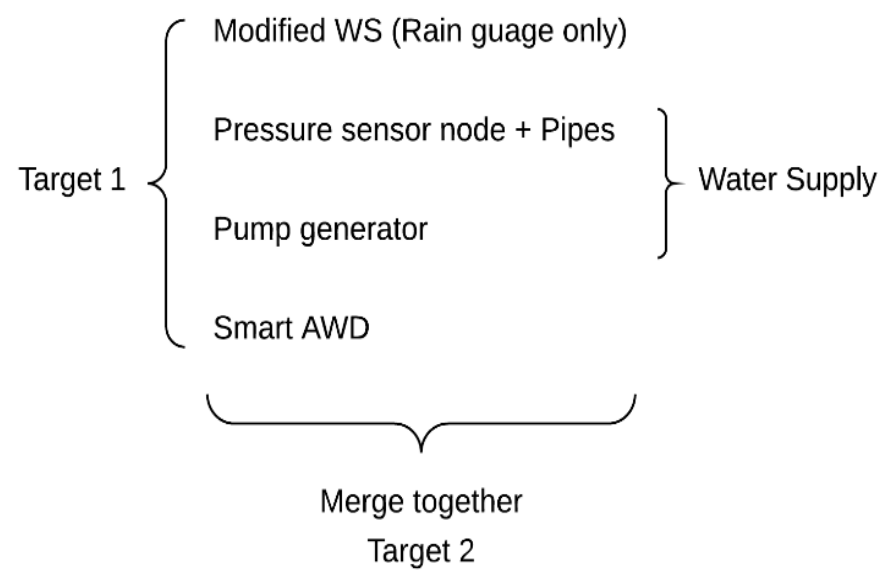 Modified WS (Rain guage only)
Pressure sensor node + Pipes
Target 1
Water Supply
Pump generator
Smart AWD
Merge together
Target 2